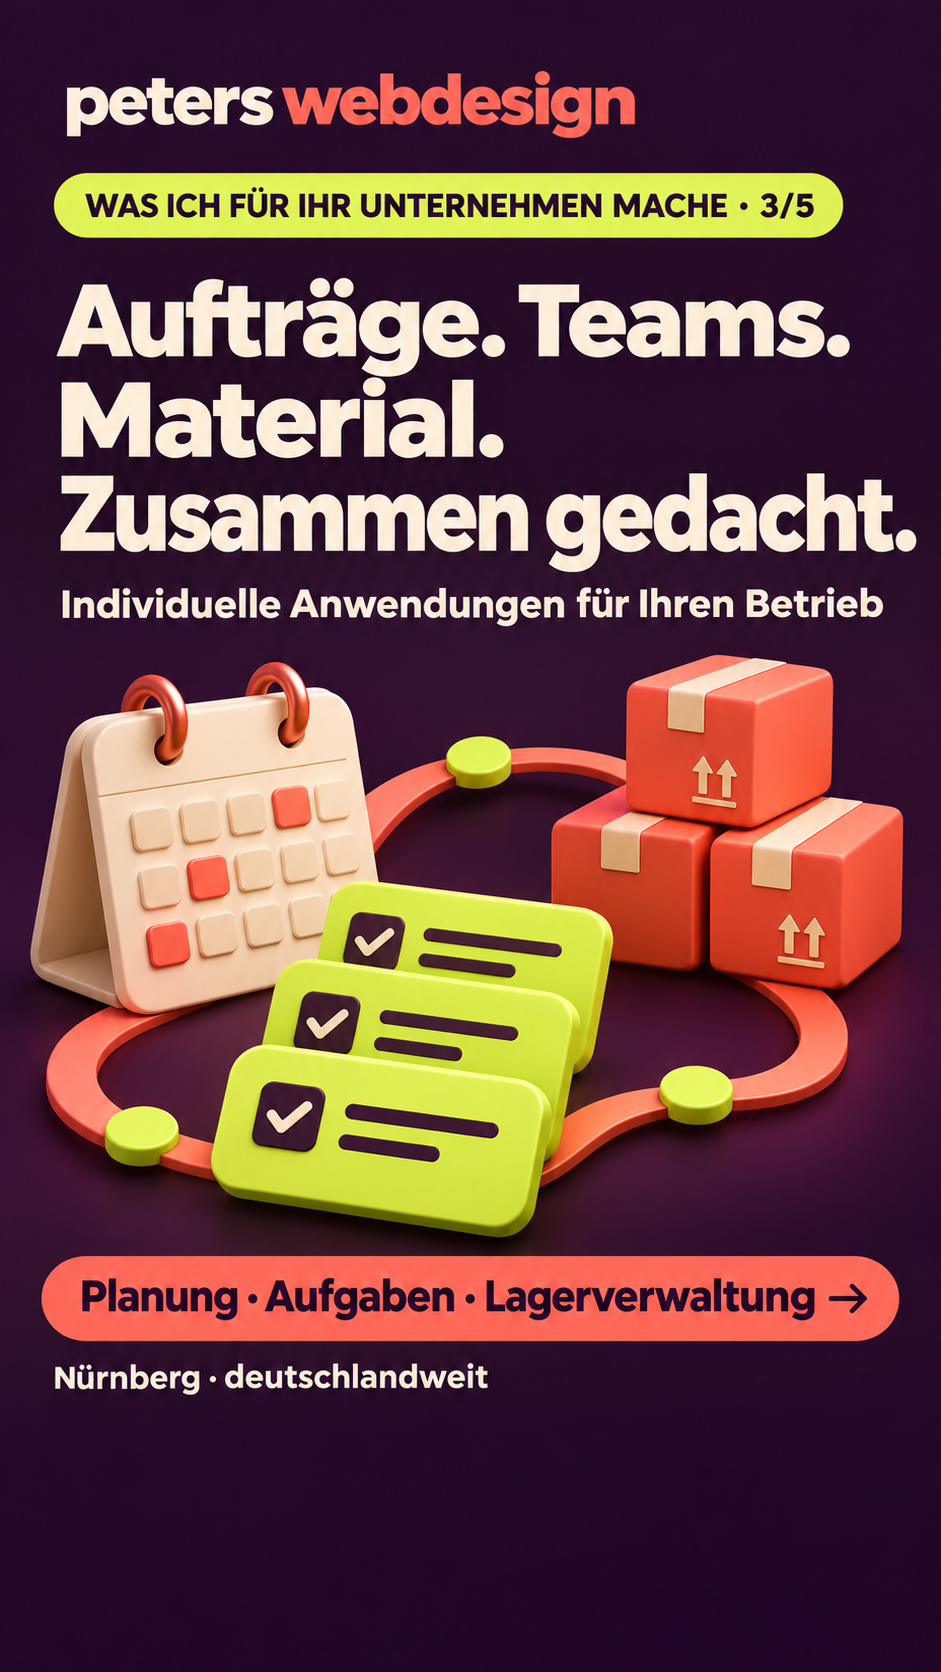 peters webdesign
WAS ICH FÜR IHR UNTERNEHMEN MACHE · 3/5
Aufträge. Teams.
Material.
Zusammen gedacht.
Individuelle Anwendungen für Ihren Betrieb
Planung · Aufgaben · Lagerverwaltung →
Nürnberg · deutschlandweit